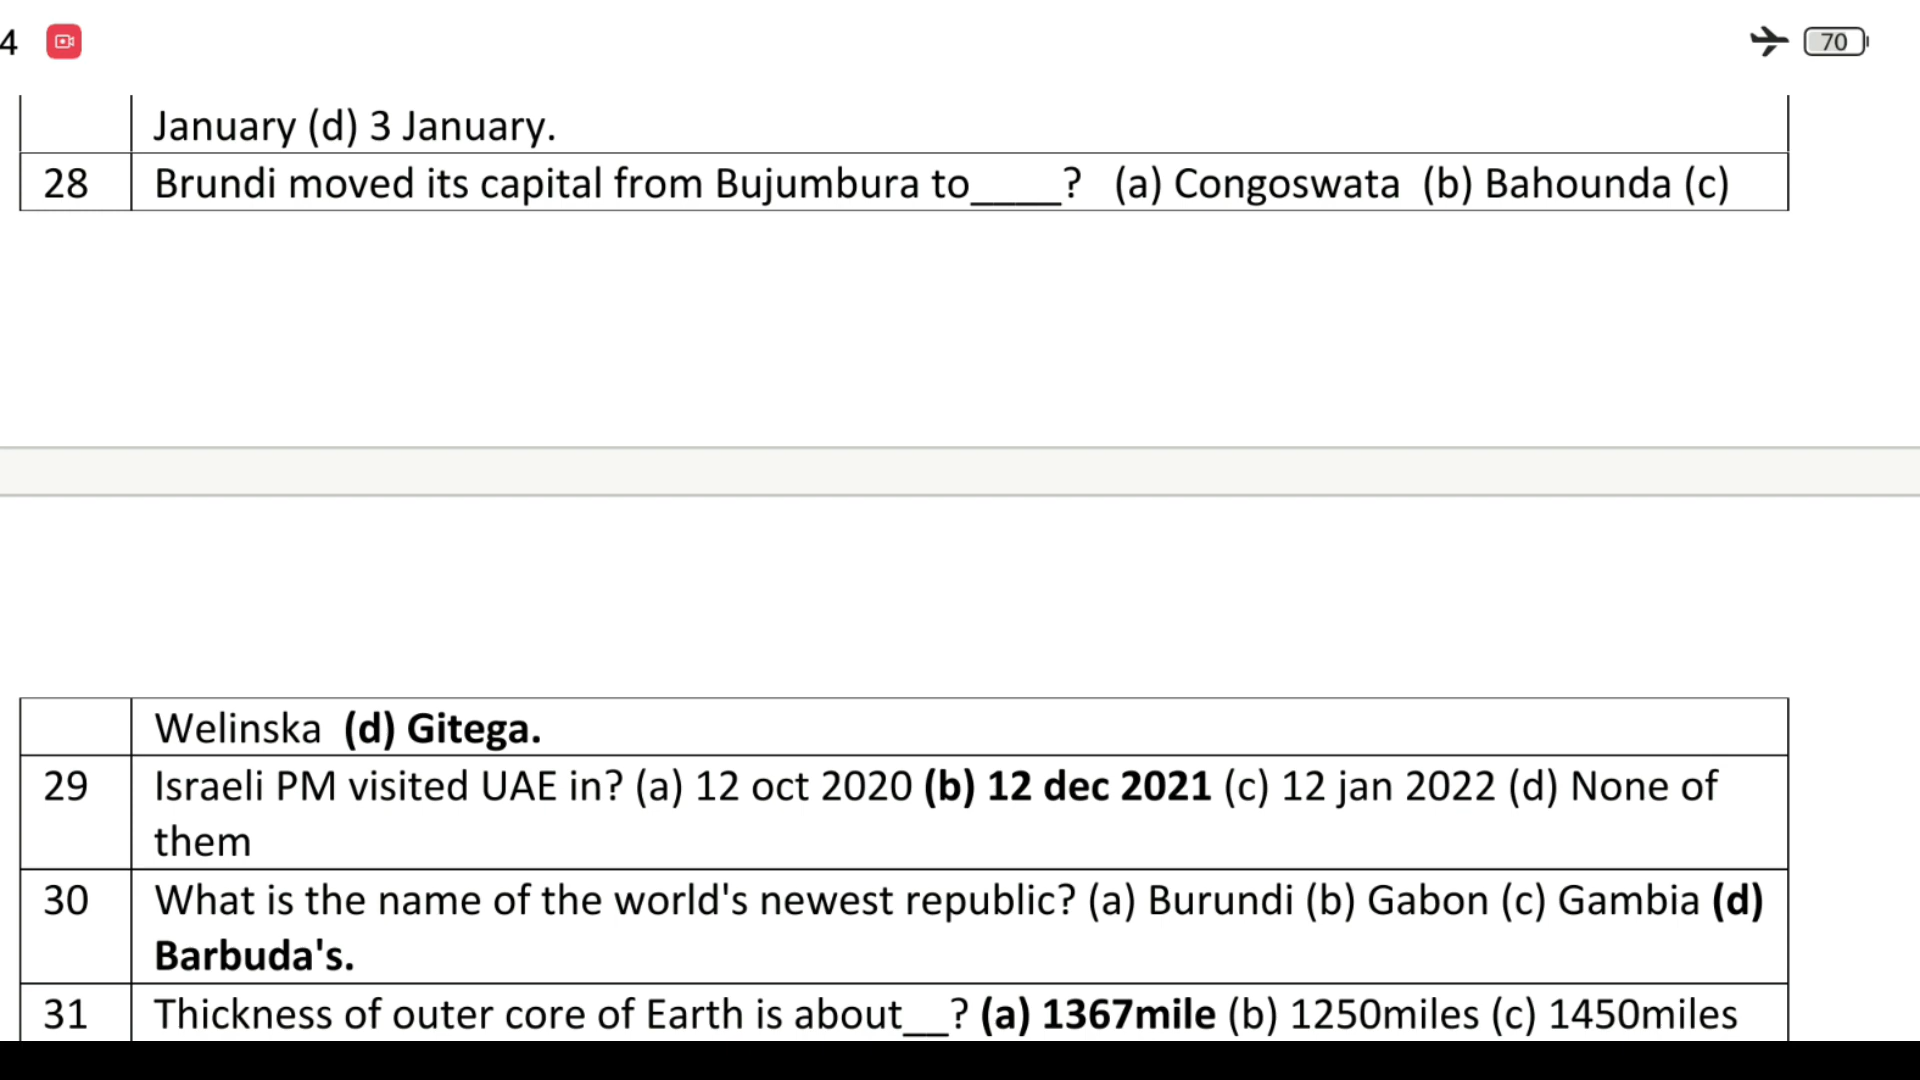 4
70
January (d) 3 January.
28 Brundi moved its capital from Bujumbura to____? (a) Congoswata (b) Bahounda (c)
Welinska (d) Gitega.
29 Israeli PM visited UAE in? (a) 12 oct 2020 (b) 12 dec 2021 (c) 12 jan 2022 (d) None of
them
30 What is the name of the world's newest republic? (a) Burundi (b) Gabon (c) Gambia (d)
Barbuda's.
31 Thickness of outer core of Earth is about__? (a) 1367mile (b) 1250miles (c) 1450miles